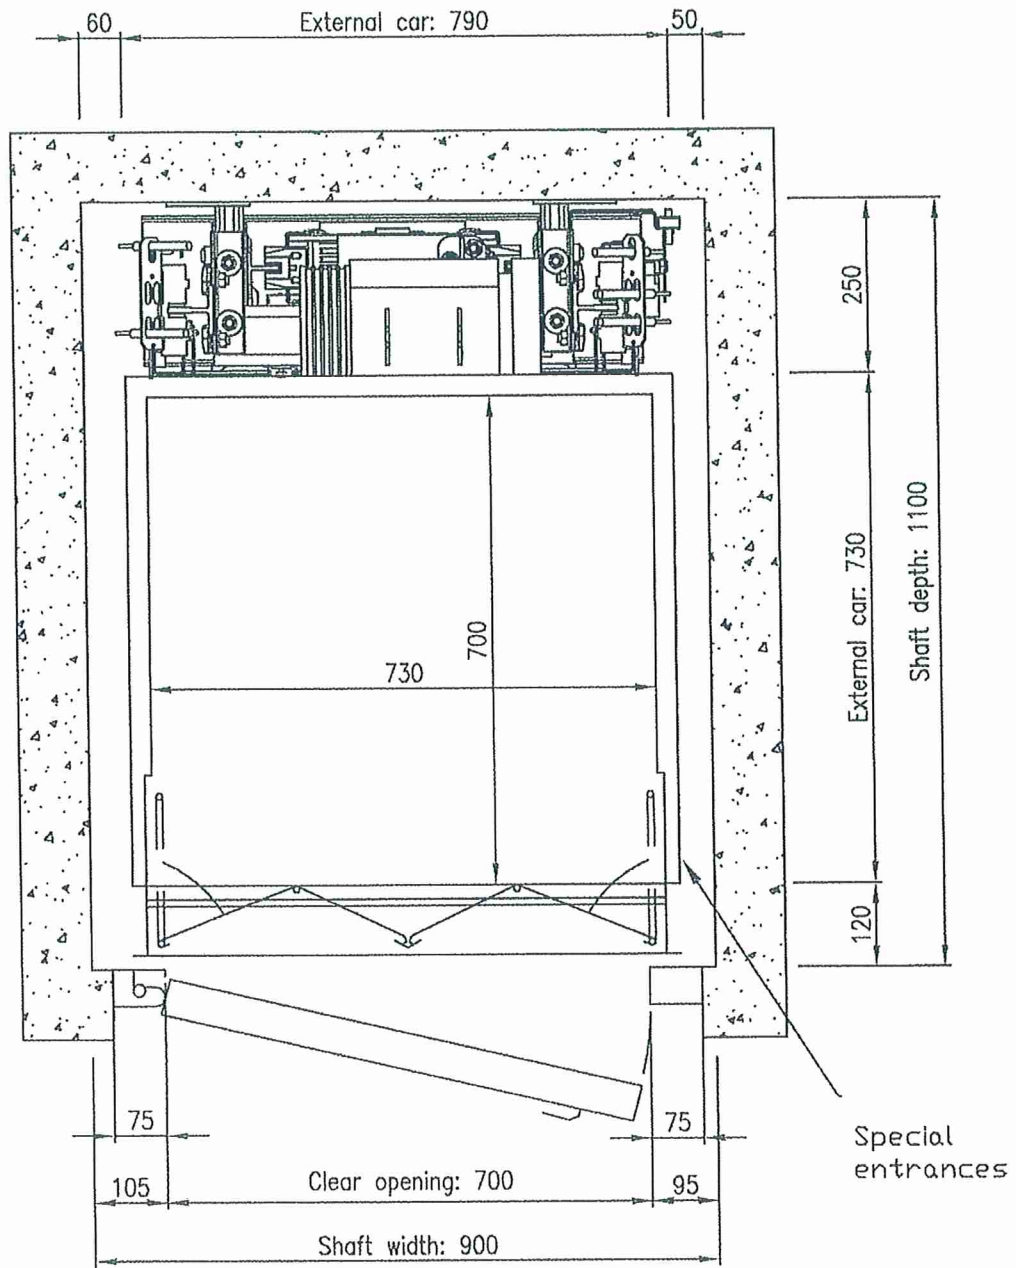 60
External car: 790
50
250
External car: 730
Shaft depth: 1100
700
730
120
75
75
Special
entrances
105
Clear opening: 700
95
Shaft width: 900